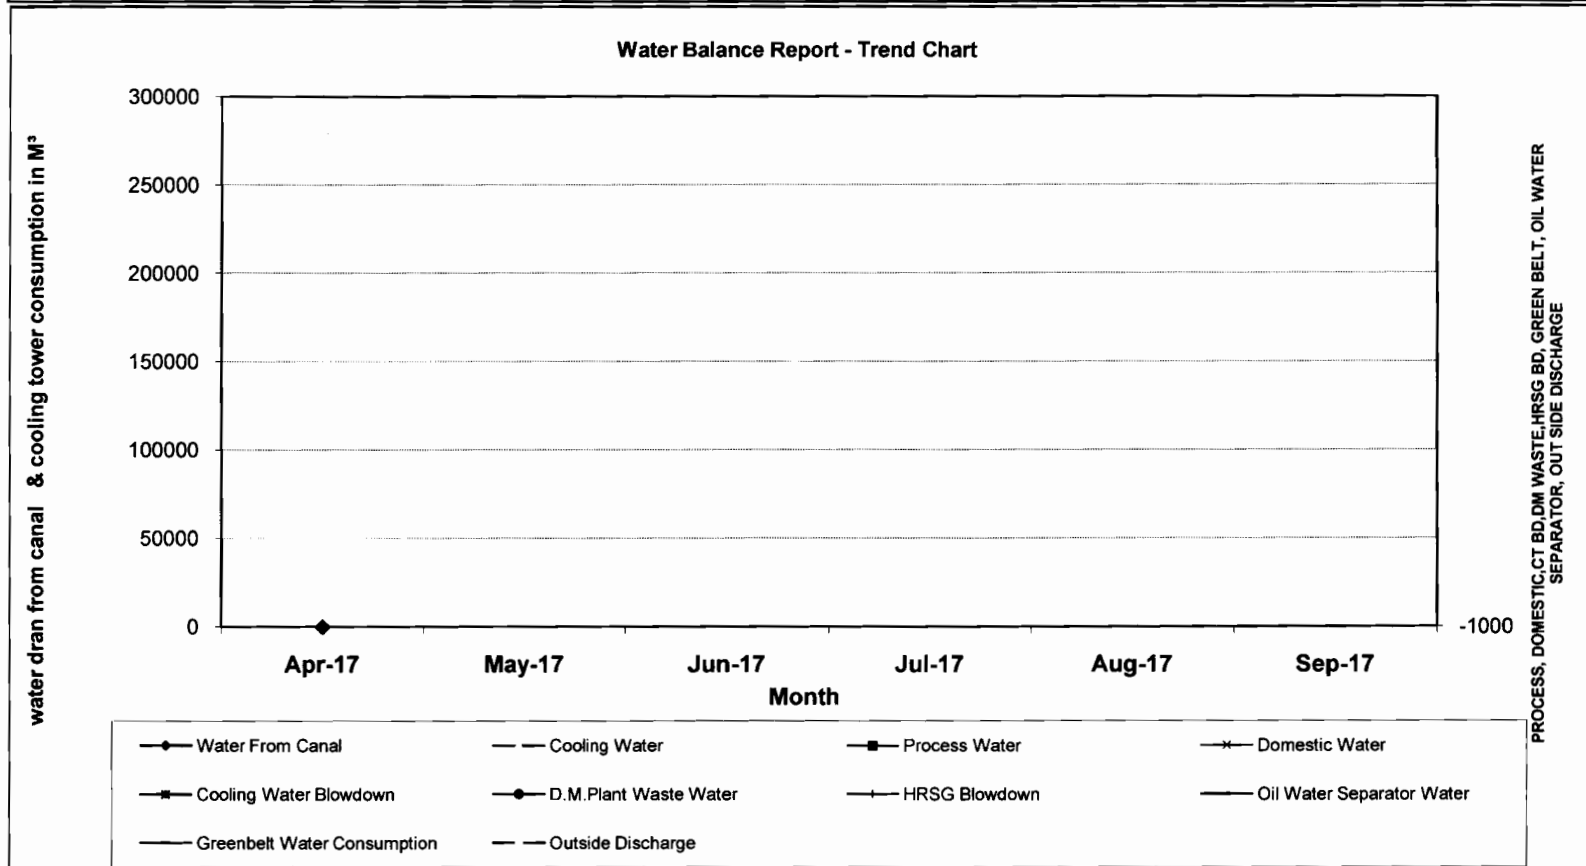 Water Balance Report - Trend Chart
water dran from canal & cooling tower consumption in M³
300000
250000
200000
150000
100000
50000
0
-1000
PROCESS, DOMESTIC,CT BD,DM WASTE,HRSG BD, GREEN BELT, OIL WATER
SEPARATOR, OUT SIDE DISCHARGE
Apr-17 May-17 Jun-17 Jul-17 Aug-17 Sep-17
Month
Water From Canal Cooling Water Process Water Domestic Water
Cooling Water Blowdown D.M.Plant Waste Water HRSG Blowdown Oil Water Separator Water
Greenbelt Water Consumption Outside Discharge